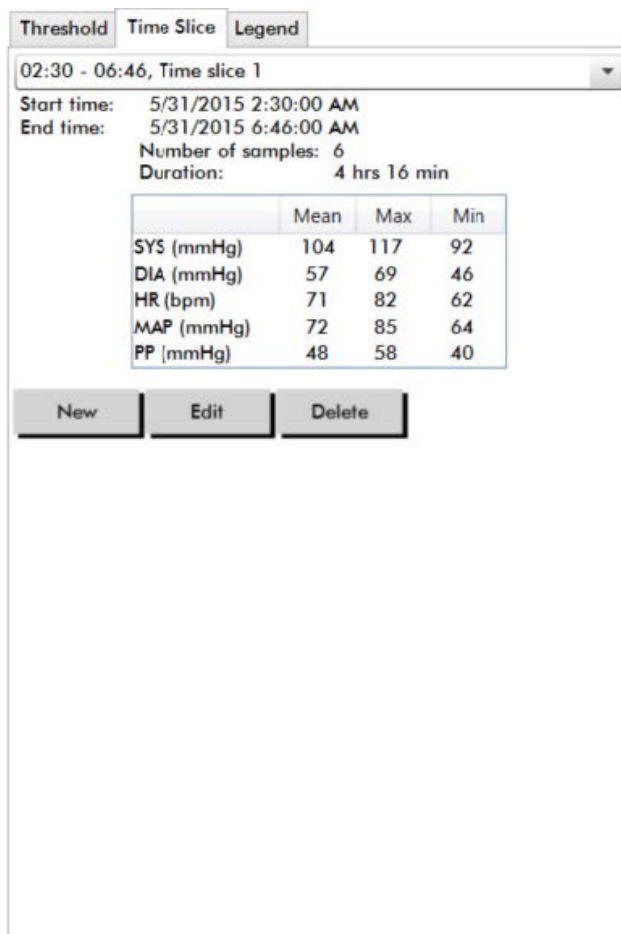 Threshold Time Slice Legend
02:30 - 06:46, Time slice 1
Start time: 5/31/2015 2:30:00 AM
End time: 5/31/2015 6:46:00 AM
Number of samples: 6
Duration: 4 hrs 16 min
Mean Max Min
SYS (mmHg) 104 117 92
DIA (mmHg) 57 69 46
HR (bpm) 71 82 62
MAP (mmHg) 72 85 64
PP (mmHg) 48 58 40
New Edit Delete